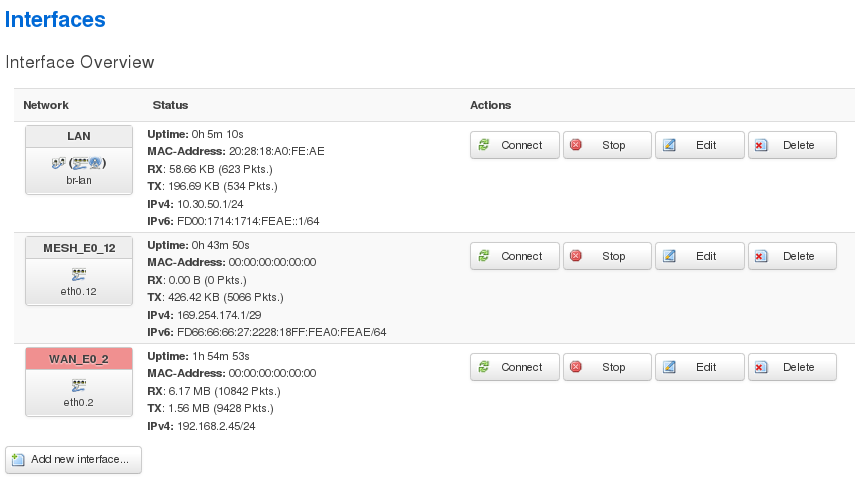 Interfaces
Interface Overview
Network Status Actions
LAN
br-lan
Uptime: 0h 5m 10s
MAC-Address: 20:28:18:A0:FE:AE
RX: 58.66 KB (623 Pkts.)
TX: 196.69 KB (534 Pkts.)
IPv4: 10.30.50.1/24
IPv6: FD00:1714:1714:FEAE::1/64
Connect Stop Edit Delete
MESH_E0_12
eth0.12
Uptime: 0h 43m 50s
MAC-Address: 00:00:00:00:00:00
RX: 0.00 B (0 Pkts.)
TX: 426.42 KB (5066 Pkts.)
IPv4: 169.254.174.1/29
IPv6: FD66:66:66:27:2228:18FF:FEA0:FEAE/64
Connect Stop Edit Delete
WAN_E0_2
eth0.2
Uptime: 1h 54m 53s
MAC-Address: 00:00:00:00:00:00
RX: 6.17 MB (10842 Pkts.)
TX: 1.56 MB (9428 Pkts.)
IPv4: 192.168.2.45/24
Connect Stop Edit Delete
Add new interface...